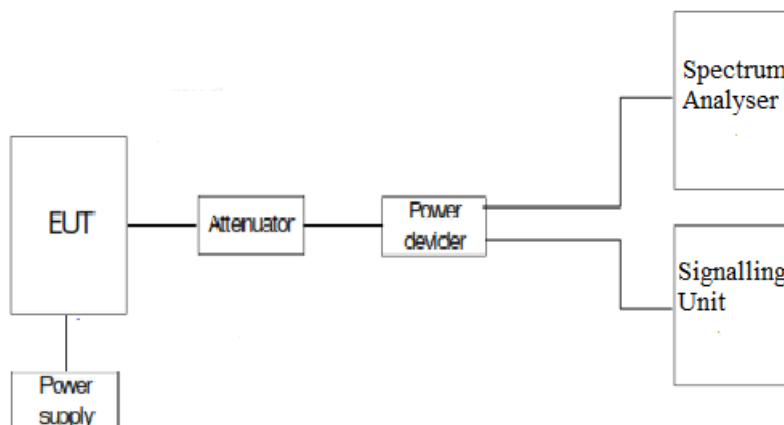 Spectrum
Analyser
EUT
Attenuator
Power
devider
Signalling
Unit
Power
supply